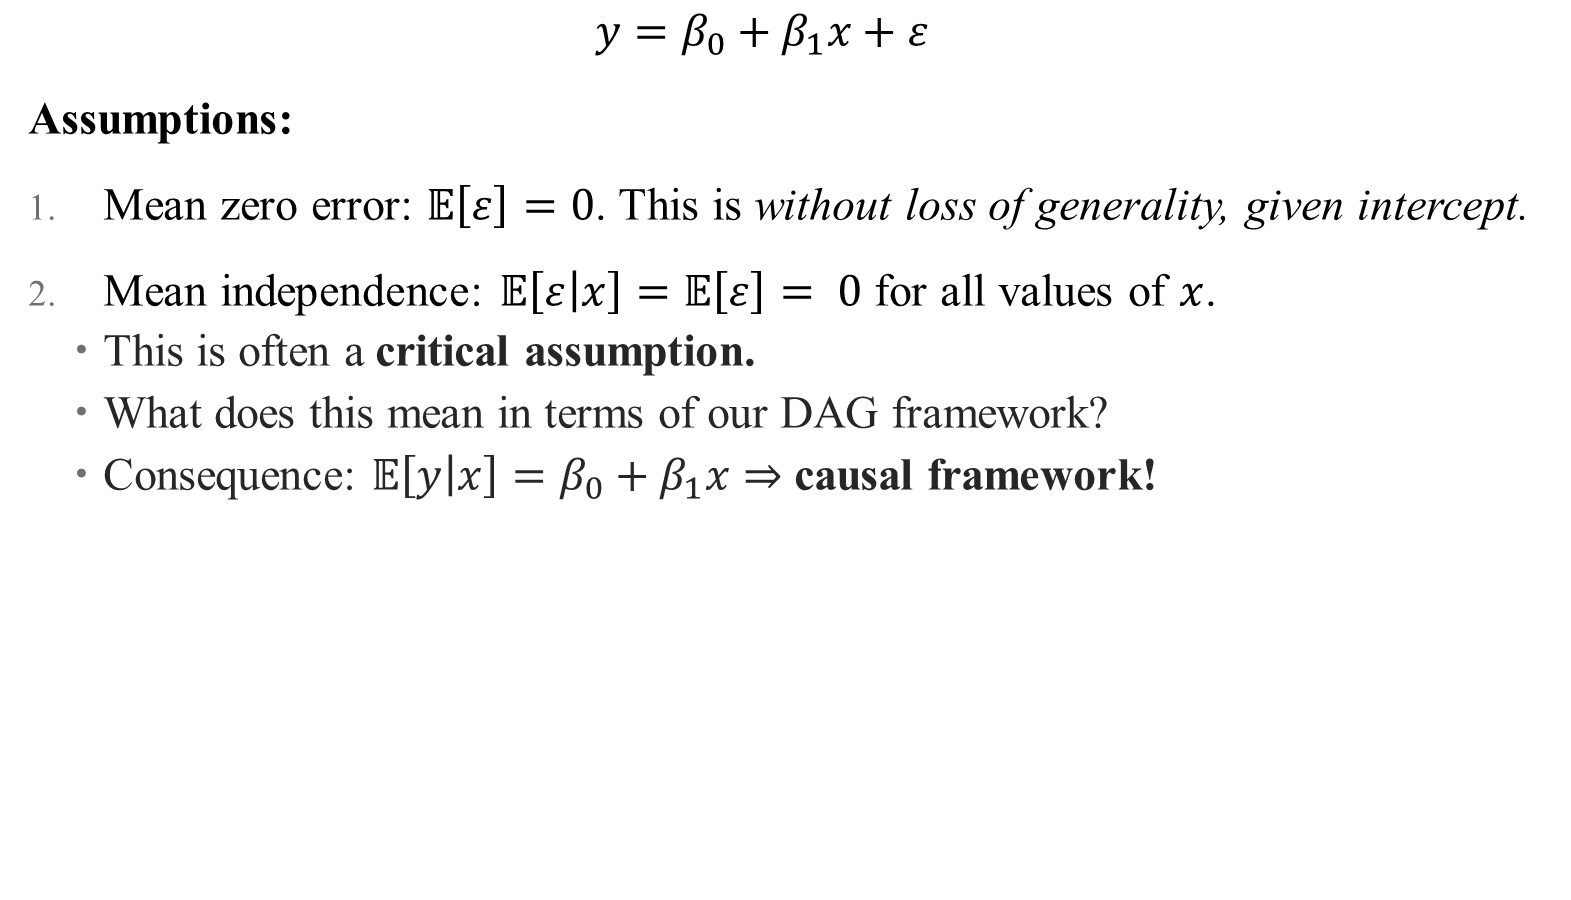 𝑦 = 𝛽₀ + 𝛽₁𝑥 + 𝜀
Assumptions:
1. Mean zero error: 𝔼[𝜀] = 0. This is without loss of generality, given intercept.
2. Mean independence: 𝔼[𝜀|𝑥] = 𝔼[𝜀] = 0 for all values of 𝑥.
• This is often a critical assumption.
• What does this mean in terms of our DAG framework?
• Consequence: 𝔼[𝑦|𝑥] = 𝛽₀ + 𝛽₁𝑥 ⇒ causal framework!